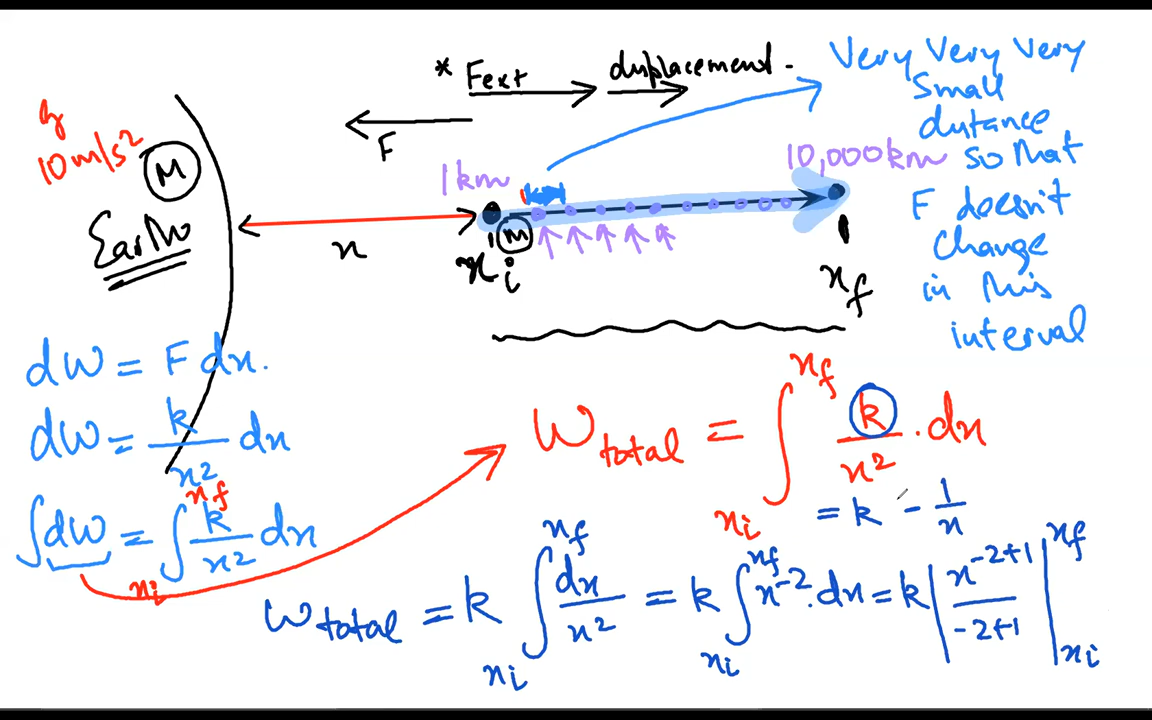 * Fext displacement.
Very Very Very
Small
distance
so that
F doesn't
change
in this
interval
10 m/s²
M
Earth
F
1km
10,000km
x
m
xi
xf
dW = F dx.
dW = k/x² dx
∫dW = ∫xi^xf k/x² dx
Wtotal = ∫xi^xf k/x² . dx
= k - 1/x
Wtotal = k ∫xi^xf dx/x² = k ∫xi^xf x^-2 . dx = k | x^-2+1 / -2+1 |xi^xf